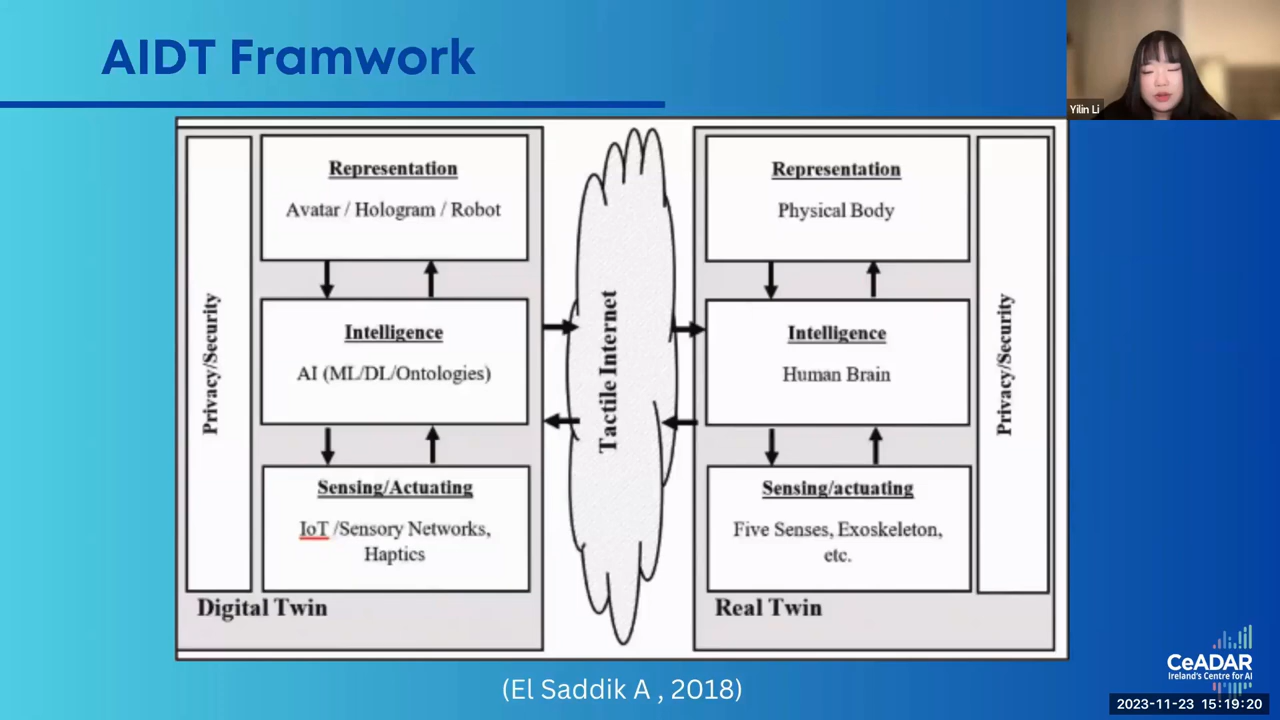 AIDT Framwork
Yilin Li
Privacy/Security
Representation
Avatar / Hologram / Robot
Intelligence
AI (ML/DL/Ontologies)
Sensing/Actuating
IoT /Sensory Networks,
Haptics
Digital Twin
Tactile Internet
Representation
Physical Body
Intelligence
Human Brain
Sensing/actuating
Five Senses, Exoskeleton,
etc.
Real Twin
Privacy/Security
(El Saddik A , 2018)
CeADAR
Ireland's Centre for AI
2023-11-23 15:19:20